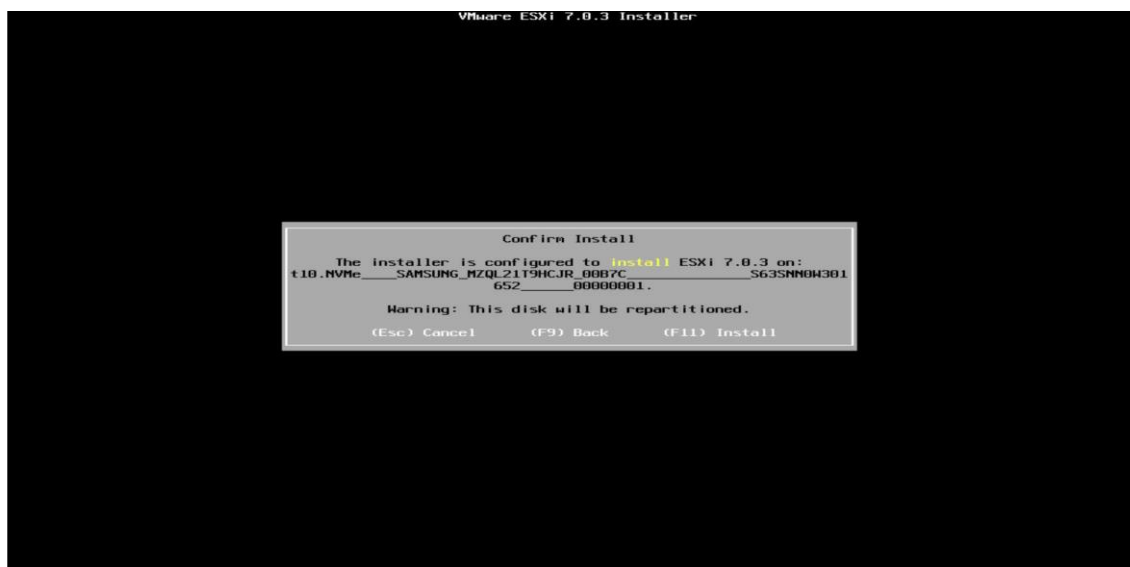 VMware ESXi 7.0.3 Installer
Confirm Install
The installer is configured to install ESXi 7.0.3 on:
t10.NVMe____SAMSUNG_MZQL21T9HCJR_00B7C______________S63SNN0W301
652______00000001.
Warning: This disk will be repartitioned.
(Esc) Cancel (F9) Back (F11) Install